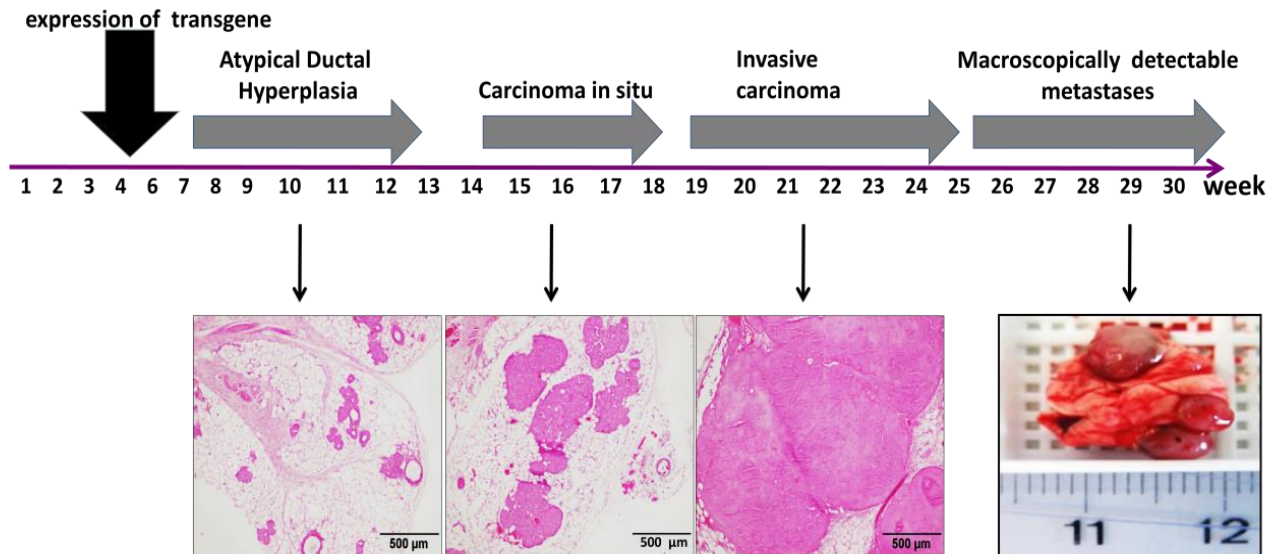 expression of transgene
Atypical Ductal
Hyperplasia
Carcinoma in situ
Invasive
carcinoma
Macroscopically detectable
metastases
1 2 3 4 6 7 8 9 10 11 12 13 14 15 16 17 18 19 20 21 22 23 24 25 26 27 28 29 30 week
500 µm
500 µm
500 µm
11 12